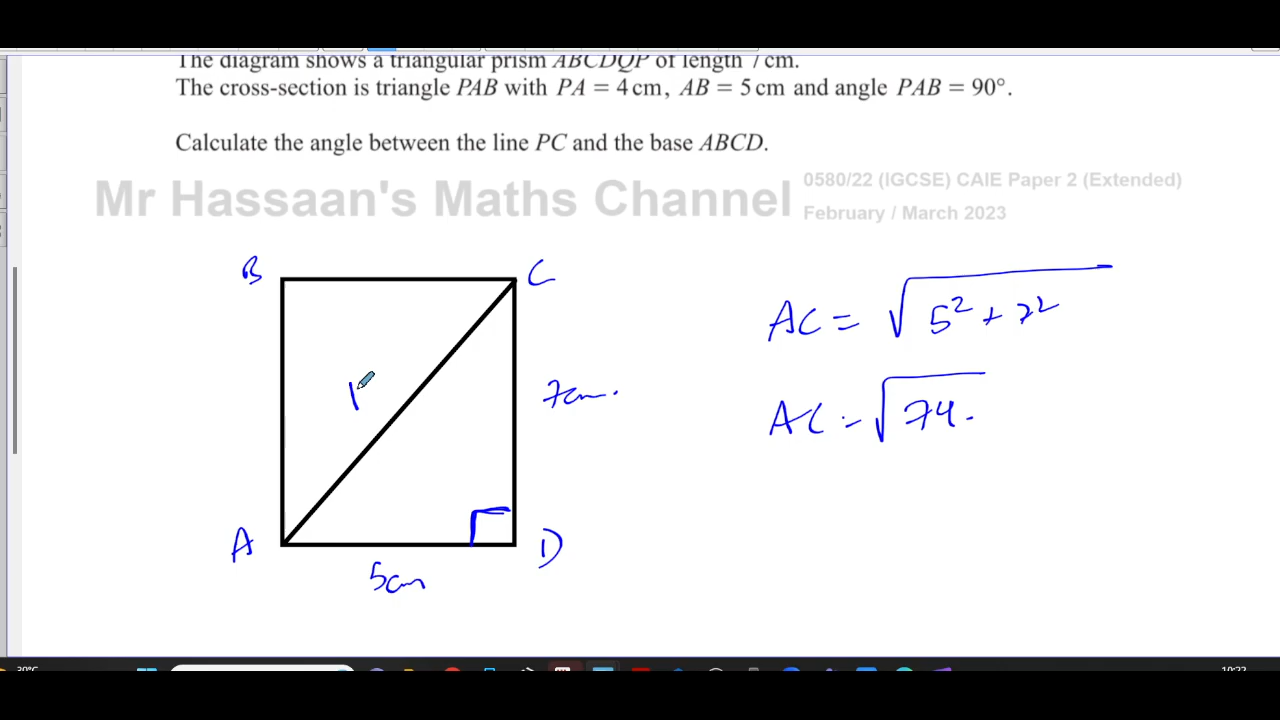 The diagram shows a triangular prism ABCDQP of length 7 cm.
The cross-section is triangle PAB with PA = 4 cm, AB = 5 cm and angle PAB = 90°.
Calculate the angle between the line PC and the base ABCD.
Mr Hassaan's Maths Channel
0580/22 (IGCSE) CAIE Paper 2 (Extended)
February / March 2023
B
C
7cm.
A
D
5cm
AC = √5² + 7²
AC = √74.
30°C
10:22